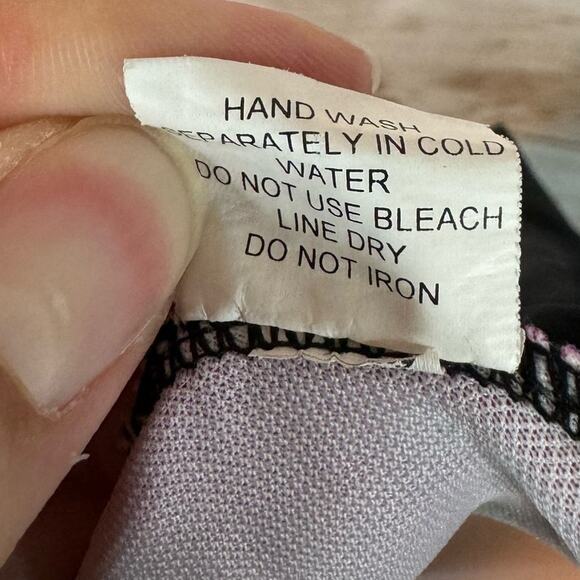 HAND WASH
SEPARATELY IN COLD
WATER
DO NOT USE BLEACH
LINE DRY
DO NOT IRON